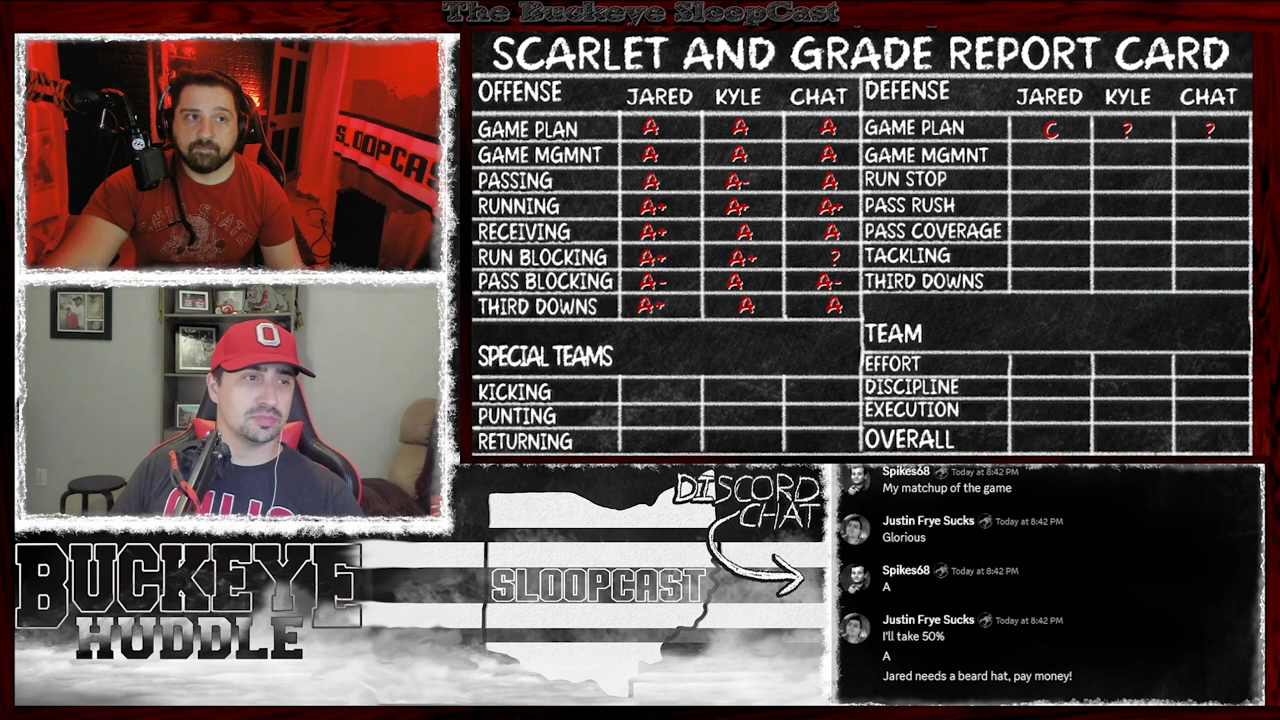 The Buckeye SloopCast
SLOOPCAS
SCARLET AND GRADE REPORT CARD
OFFENSE JARED KYLE CHAT
GAME PLAN A A A
GAME MGMNT A A A
PASSING A A- A
RUNNING A+ A+ A+
RECEIVING A+ A A
RUN BLOCKING A+ A+ ?
PASS BLOCKING A- A A-
THIRD DOWNS A+ A A
SPECIAL TEAMS
KICKING
PUNTING
RETURNING
DEFENSE JARED KYLE CHAT
GAME PLAN C ? ?
GAME MGMNT
RUN STOP
PASS RUSH
PASS COVERAGE
TACKLING
THIRD DOWNS
TEAM
EFFORT
DISCIPLINE
EXECUTION
OVERALL
O
BUCKEYE
HUDDLE
SLOOPCAST
DISCORD
CHAT
Spikes68 Today at 8:42 PM
My matchup of the game
Justin Frye Sucks Today at 8:42 PM
Glorious
Spikes68 Today at 8:42 PM
A
Justin Frye Sucks Today at 8:42 PM
I'll take 50%
A
Jared needs a beard hat, pay money!